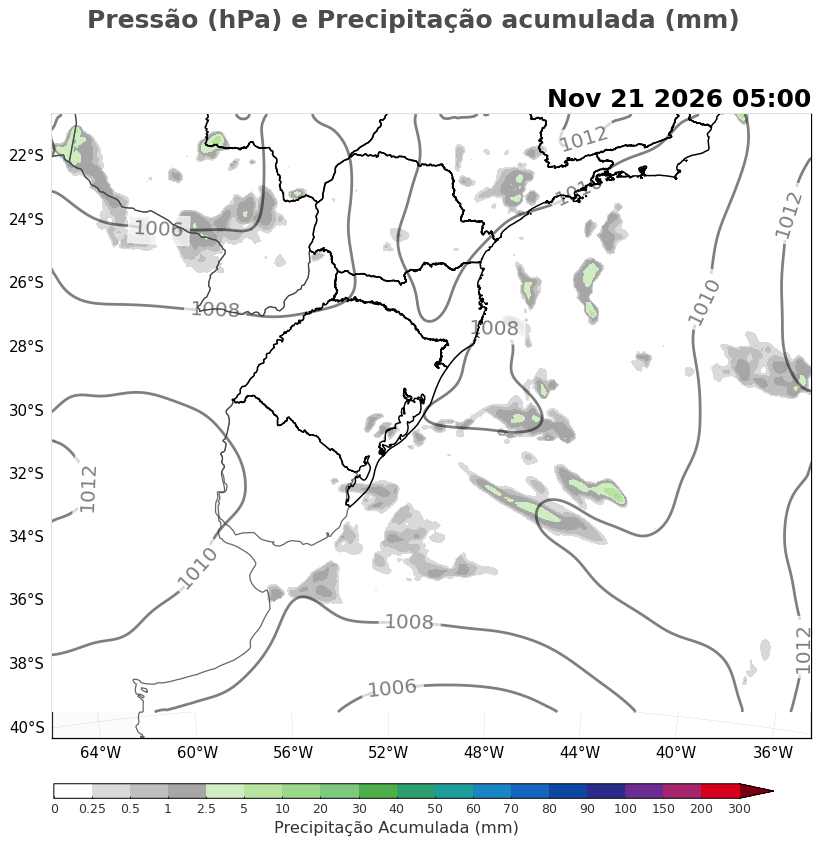 Pressão (hPa) e Precipitação acumulada (mm)
Nov 21 2026 05:00
22°S
24°S
26°S
28°S
30°S
32°S
34°S
36°S
38°S
40°S
1012
1010
1012
1006
1010
1008
1008
1012
1010
1008
1012
1006
64°W 60°W 56°W 52°W 48°W 44°W 40°W 36°W
0 0.25 0.5 1 2.5 5 10 20 30 40 50 60 70 80 90 100 150 200 300
Precipitação Acumulada (mm)